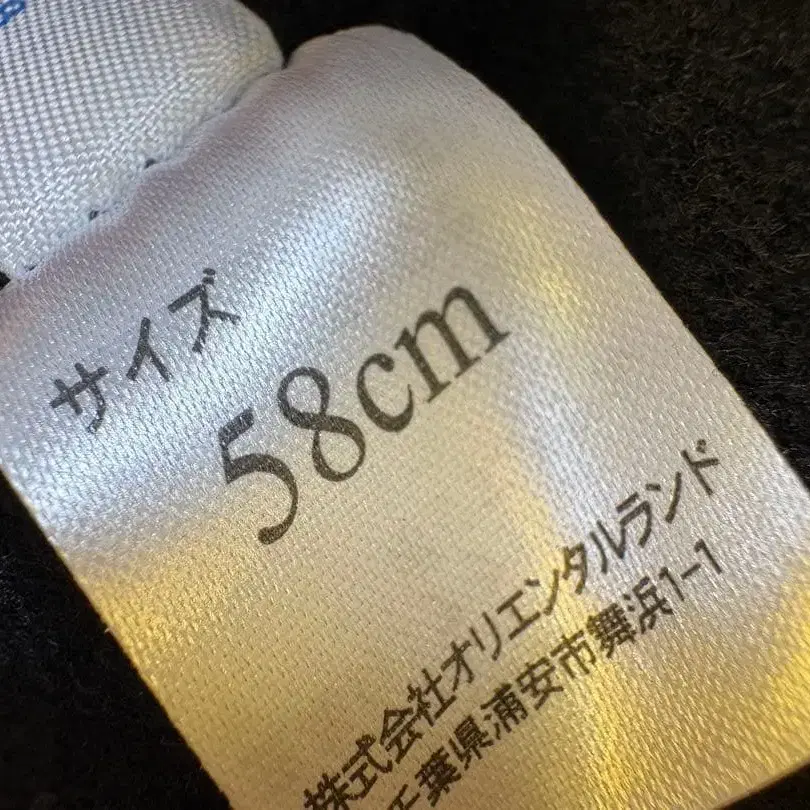 サイズ
58cm
株式会社オリエンタルランド
千葉県浦安市舞浜1-1